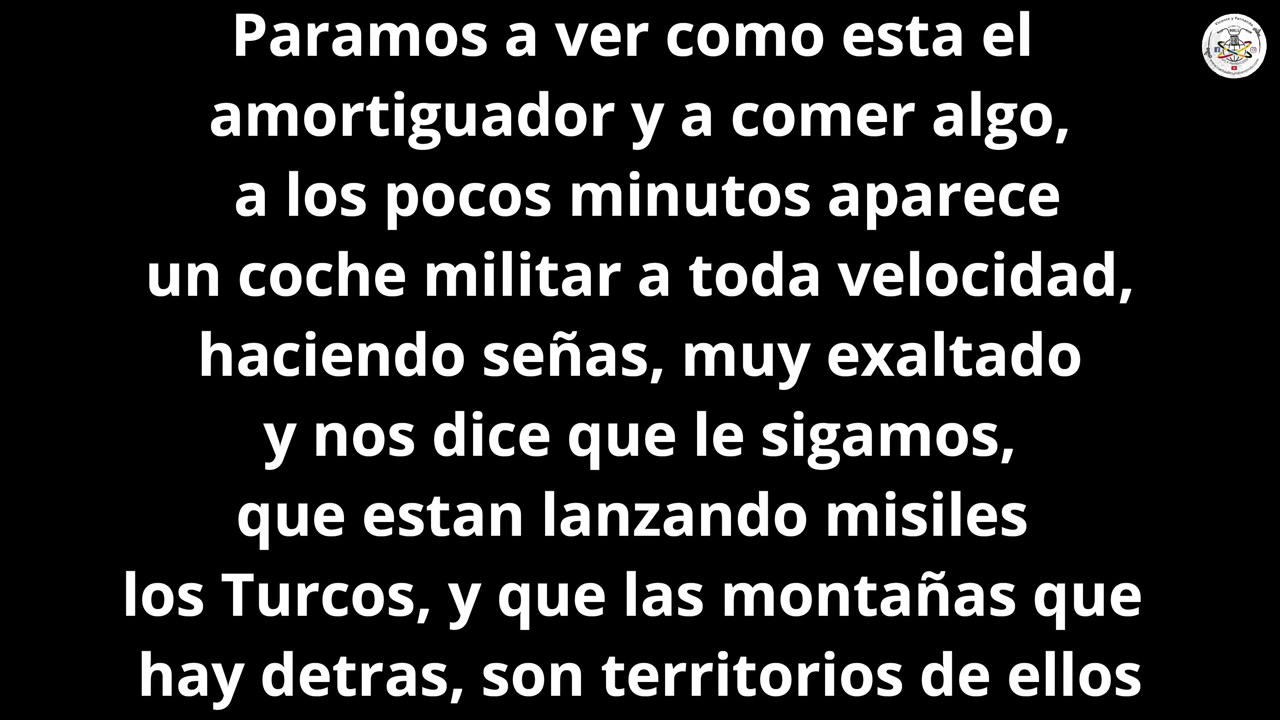 Paramos a ver como esta el
amortiguador y a comer algo,
a los pocos minutos aparece
un coche militar a toda velocidad,
haciendo señas, muy exaltado
y nos dice que le sigamos,
que estan lanzando misiles
los Turcos, y que las montañas que
hay detras, son territorios de ellos